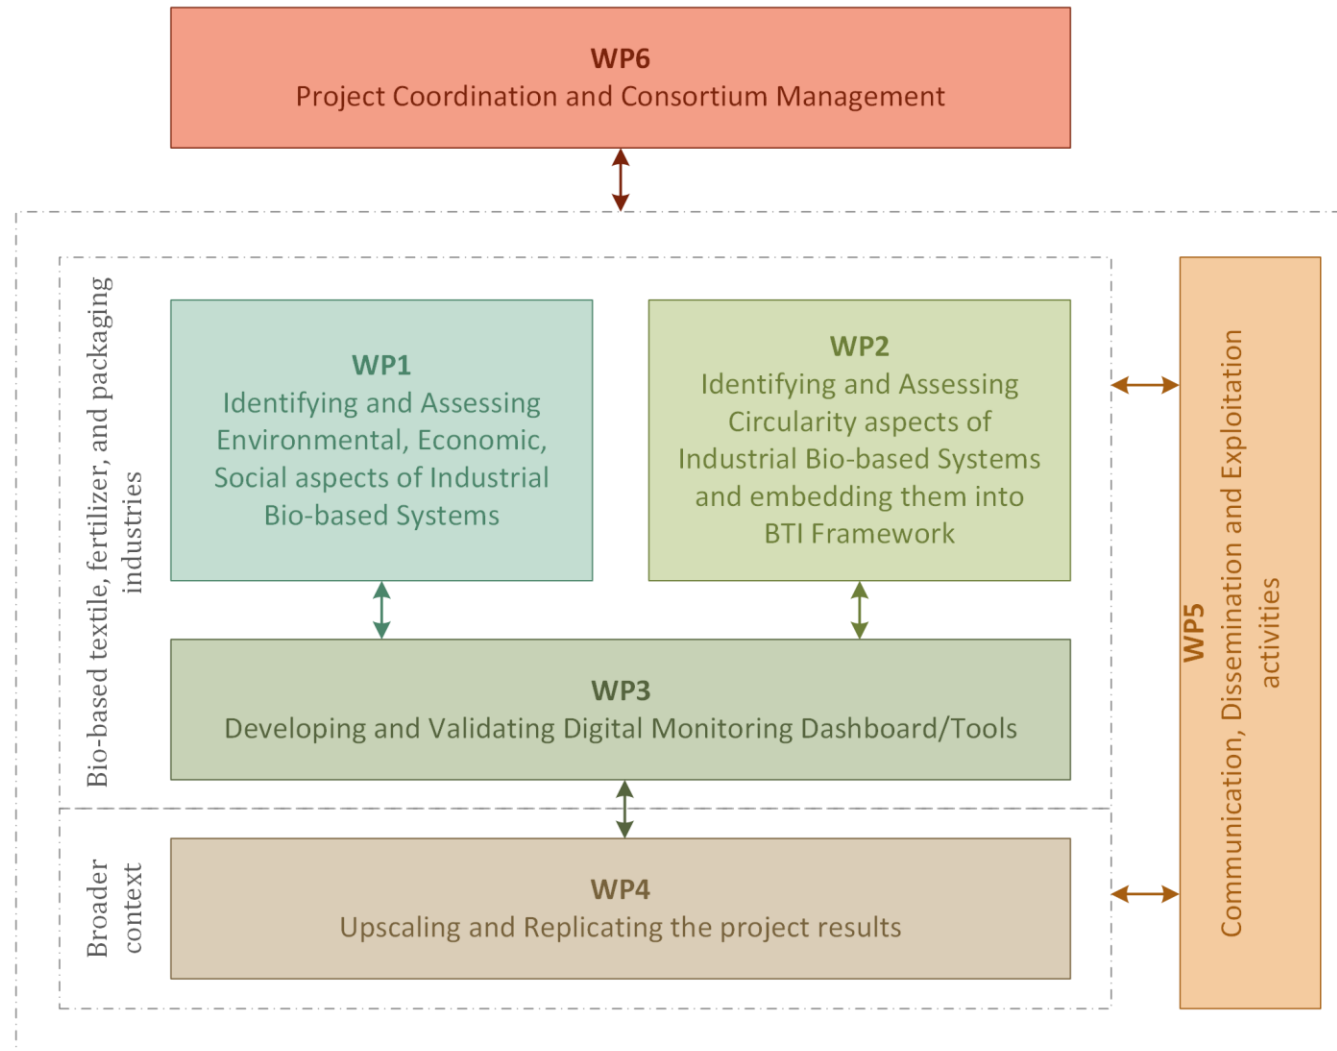 WP6
Project Coordination and Consortium Management
Bio-based textile, fertilizer, and packaging
industries
WP1
Identifying and Assessing
Environmental, Economic,
Social aspects of Industrial
Bio-based Systems
WP2
Identifying and Assessing
Circularity aspects of
Industrial Bio-based Systems
and embedding them into
BTI Framework
WP3
Developing and Validating Digital Monitoring Dashboard/Tools
Broader
context
WP4
Upscaling and Replicating the project results
WP5
Communication, Dissemination and Exploitation
activities